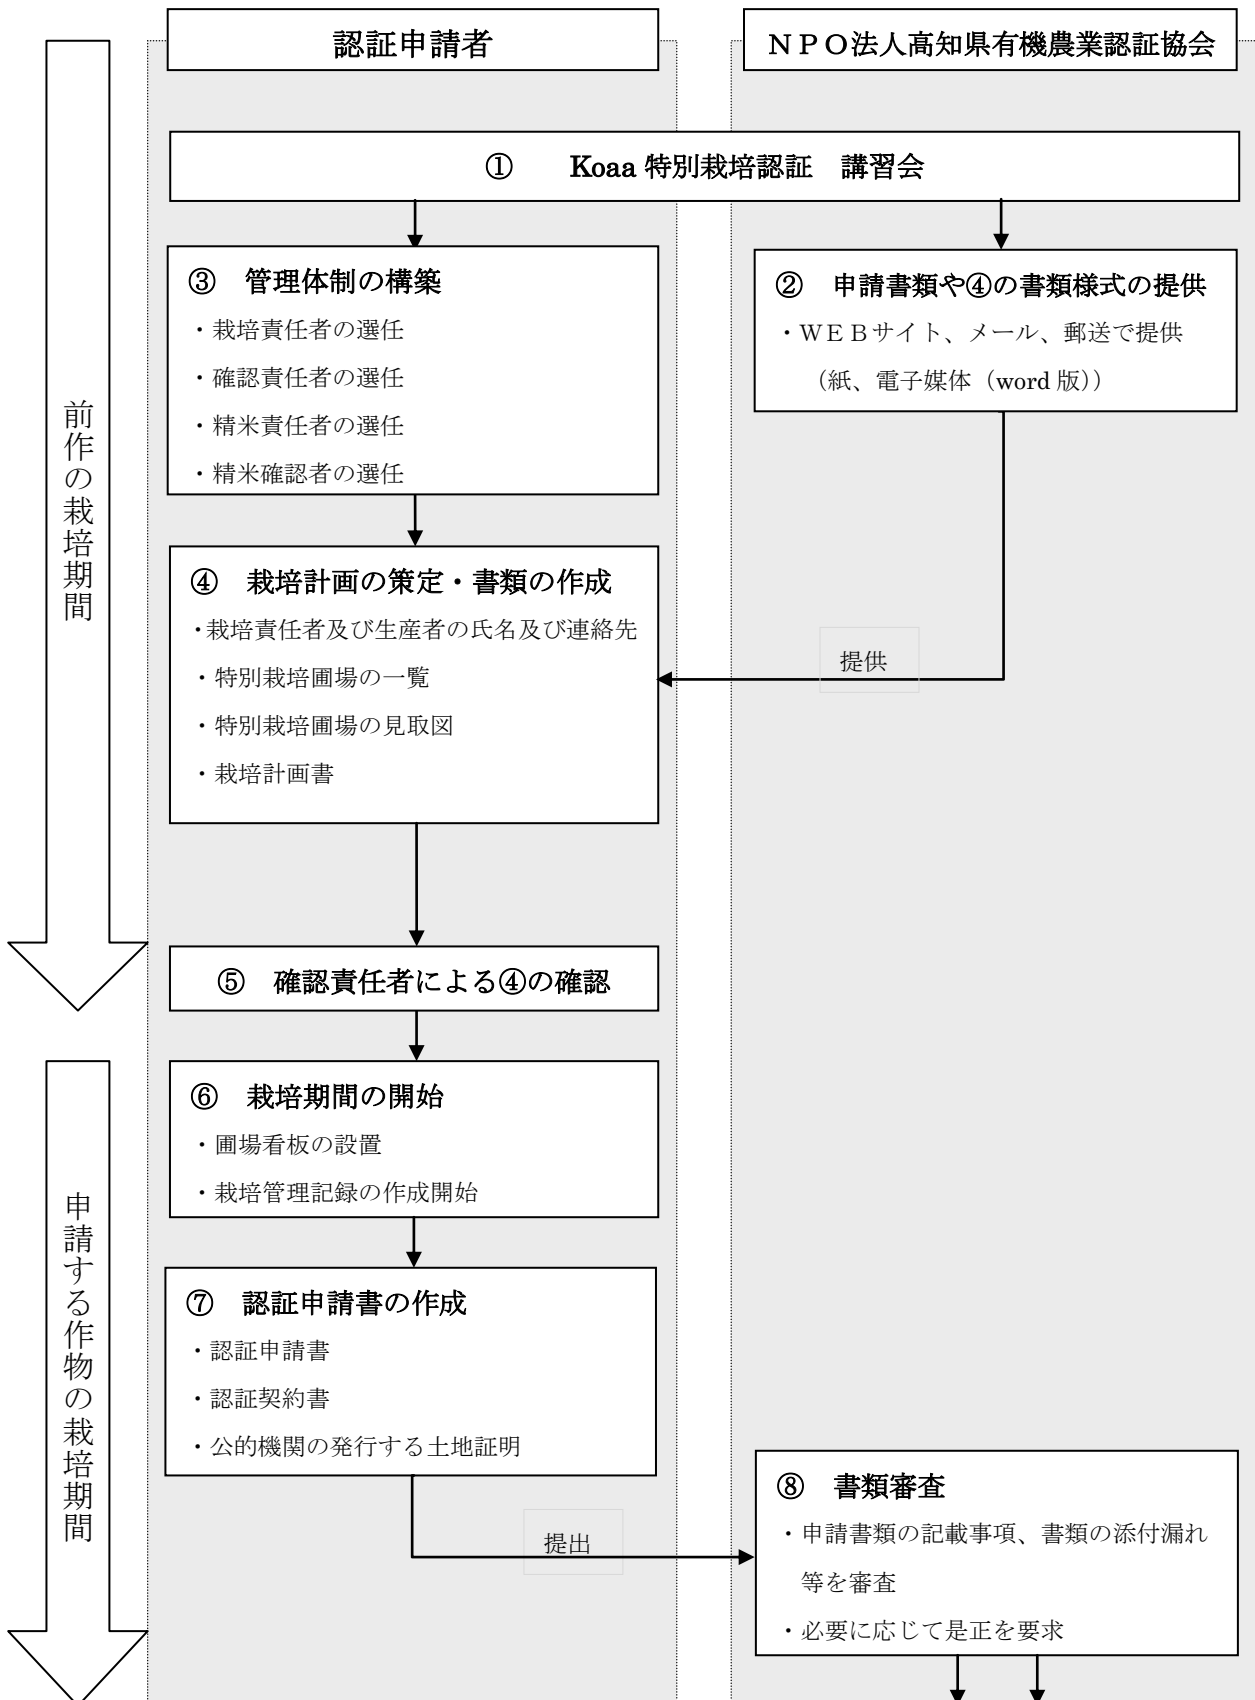 認証申請者
ＮＰＯ法人高知県有機農業認証協会
①　　Koaa 特別栽培認証　講習会
③　管理体制の構築
・栽培責任者の選任
・確認責任者の選任
・精米責任者の選任
・精米確認者の選任
②　申請書類や④の書類様式の提供
・ＷＥＢサイト、メール、郵送で提供
（紙、電子媒体（word 版））
前作の栽培期間
④　栽培計画の策定・書類の作成
・栽培責任者及び生産者の氏名及び連絡先
・特別栽培圃場の一覧
・特別栽培圃場の見取図
・栽培計画書
提供
⑤　確認責任者による④の確認
⑥　栽培期間の開始
・圃場看板の設置
・栽培管理記録の作成開始
申請する作物の栽培期間
⑦　認証申請書の作成
・認証申請書
・認証契約書
・公的機関の発行する土地証明
提出
⑧　書類審査
・申請書類の記載事項、書類の添付漏れ
等を審査
・必要に応じて是正を要求